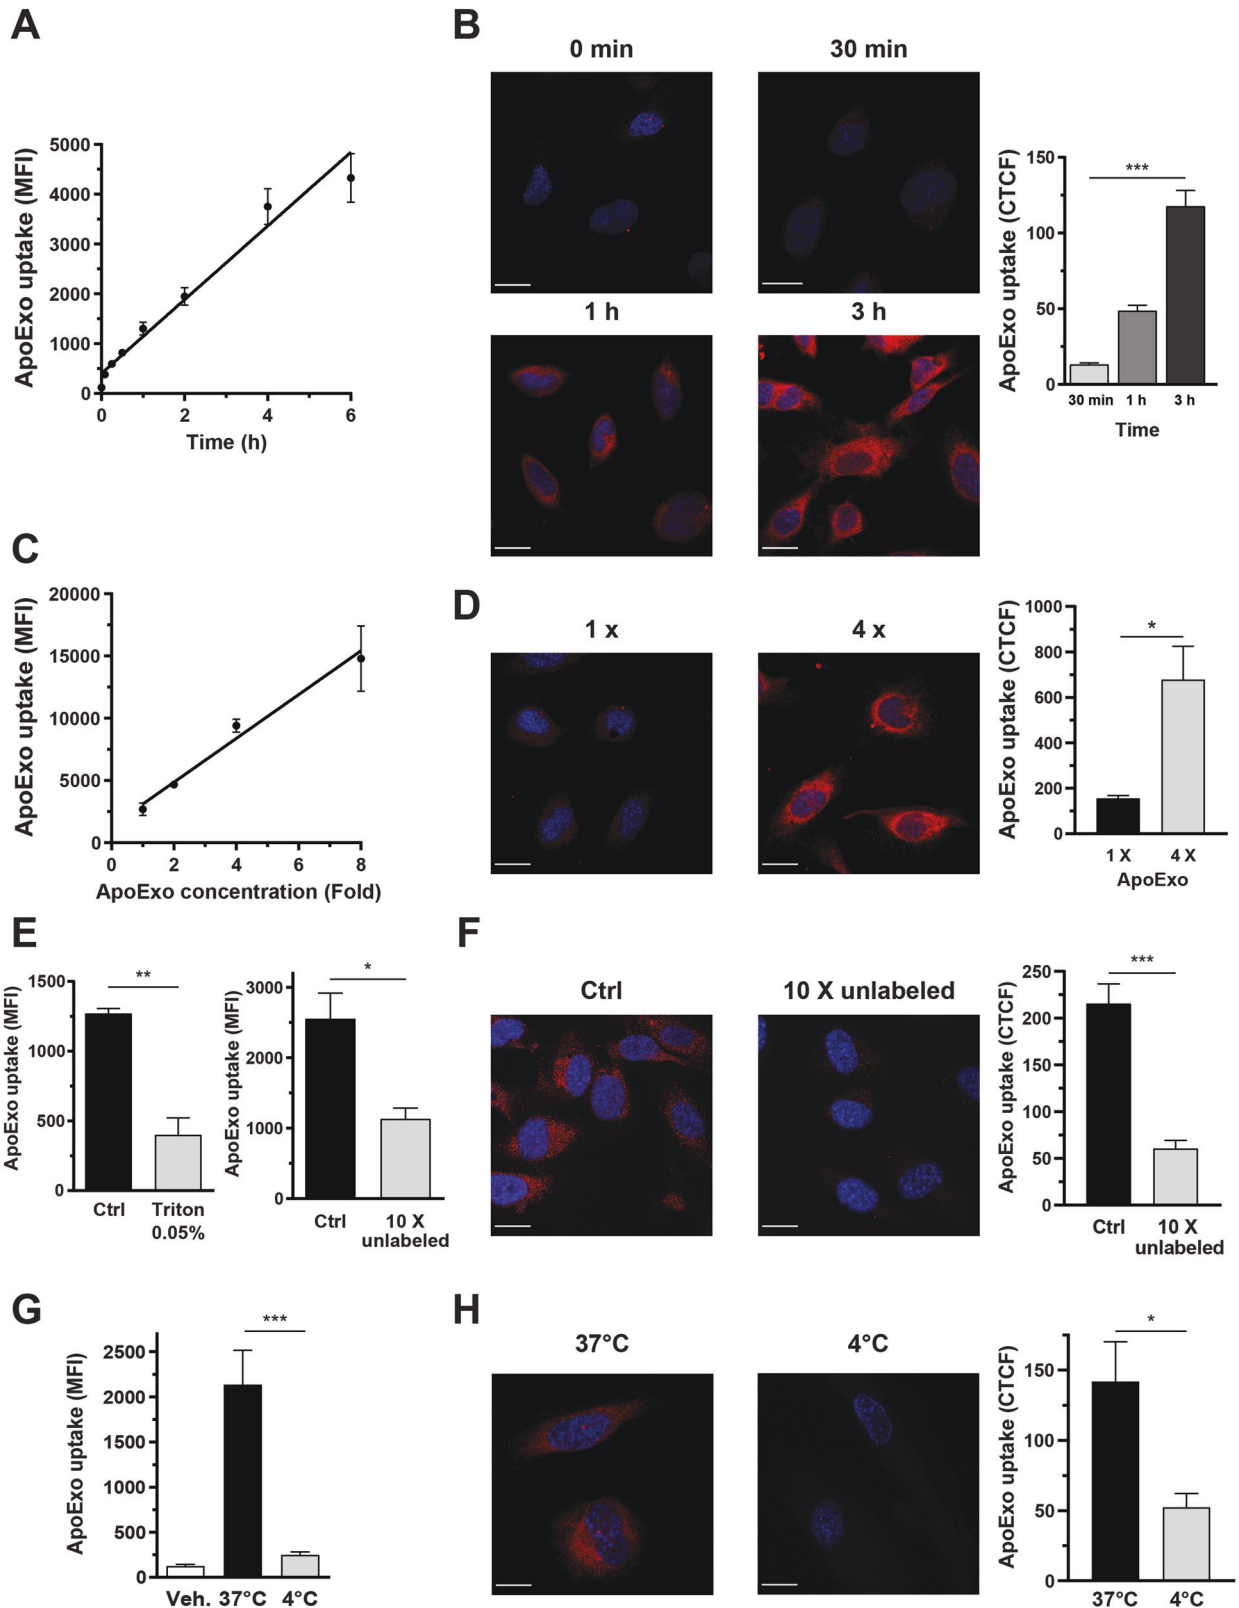 A
ApoExo uptake (MFI)
5000
4000
3000
2000
1000
0
0 2 4 6
Time (h)
B
0 min 30 min
1 h 3 h
ApoExo uptake (CTCF)
150
100
50
0
***
30 min 1 h 3 h
Time
C
ApoExo uptake (MFI)
20000
15000
10000
5000
0
0 2 4 6 8
ApoExo concentration (Fold)
D
1 x 4 x
ApoExo uptake (CTCF)
1000
800
600
400
200
0
*
1 X 4 X
ApoExo
E
ApoExo uptake (MFI)
1500
1000
500
0
**
Ctrl Triton
0.05%
ApoExo uptake (MFI)
3000
2000
1000
0
*
Ctrl 10 X
unlabeled
F
Ctrl 10 X unlabeled
ApoExo uptake (CTCF)
250
200
150
100
50
0
***
Ctrl 10 X
unlabeled
G
ApoExo uptake (MFI)
2500
2000
1500
1000
500
0
***
Veh. 37°C 4°C
H
37°C 4°C
ApoExo uptake (CTCF)
150
100
50
0
*
37°C 4°C